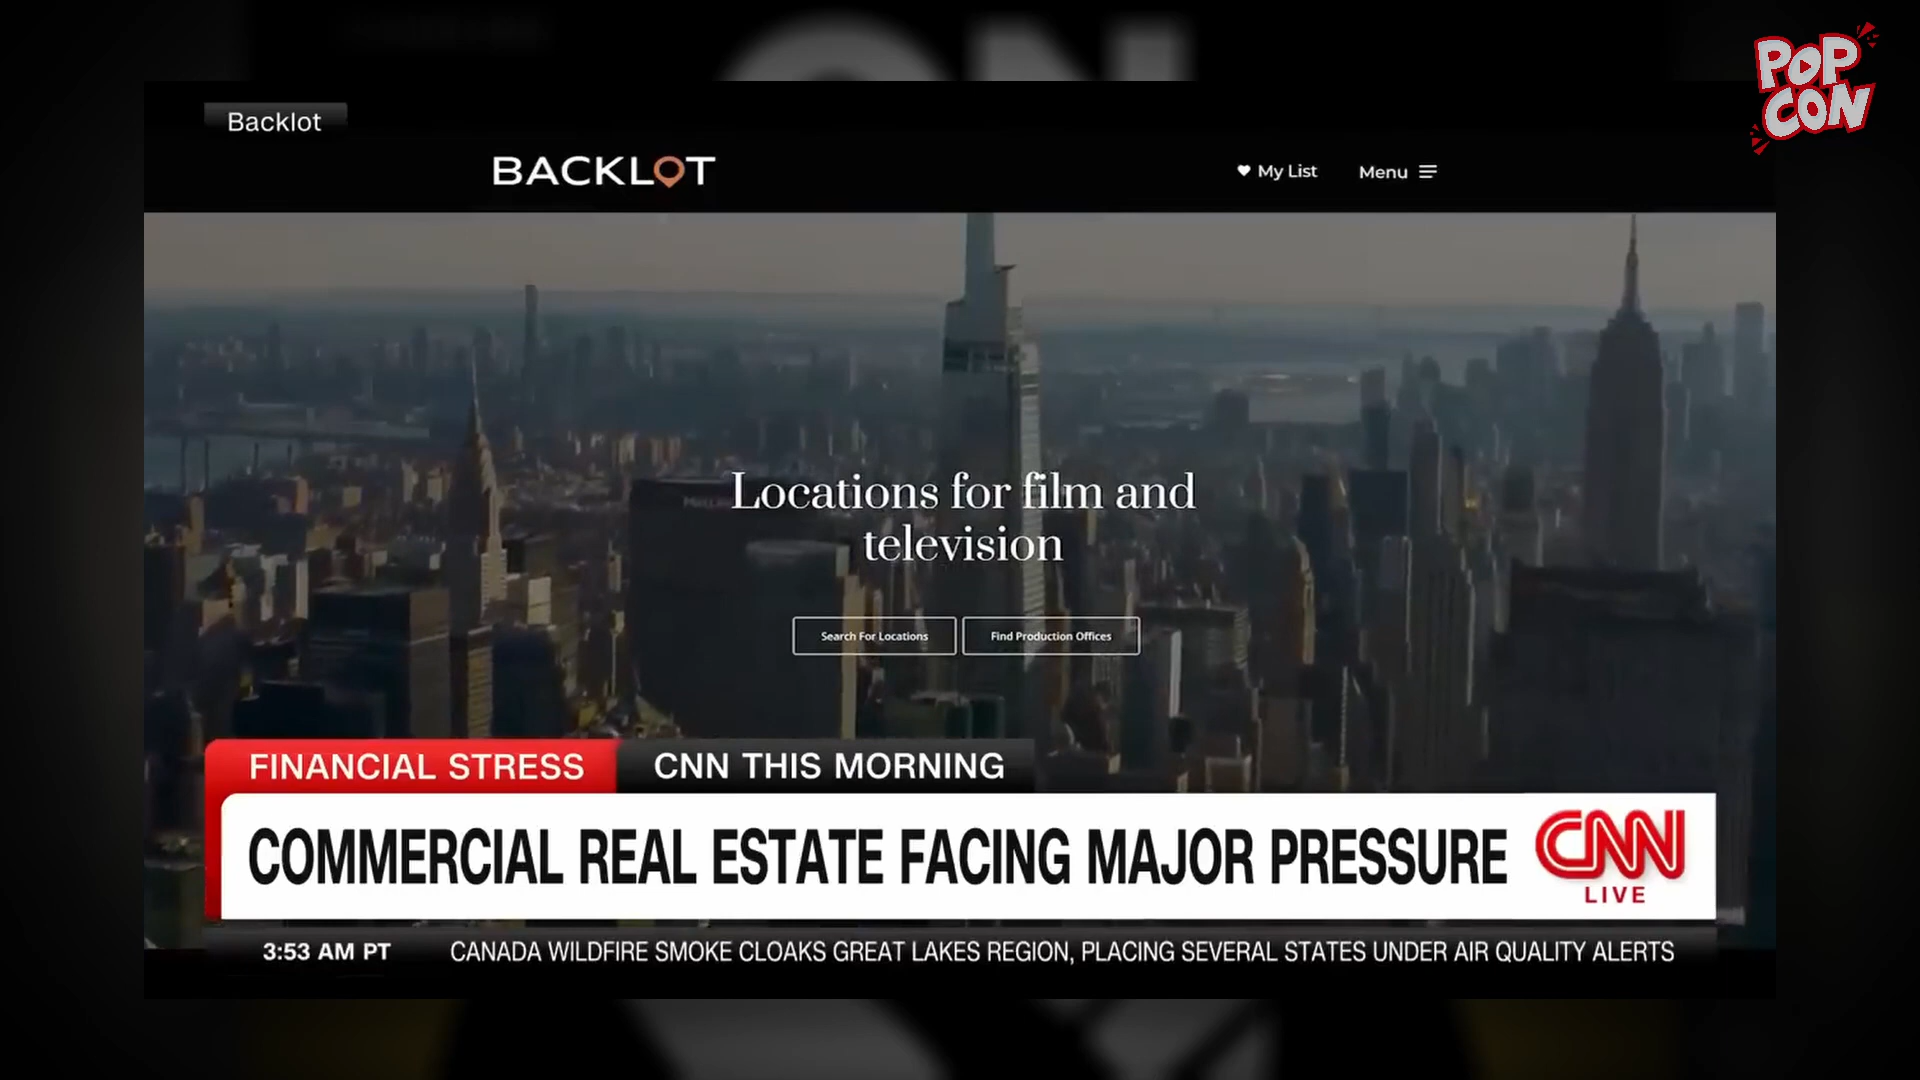 POP
CON
Backlot
BACKLOT
My List
Menu
Locations for film and
television
Search For Locations
Find Production Offices
FINANCIAL STRESS
CNN THIS MORNING
COMMERCIAL REAL ESTATE FACING MAJOR PRESSURE
CNN
LIVE
3:53 AM PT
CANADA WILDFIRE SMOKE CLOAKS GREAT LAKES REGION, PLACING SEVERAL STATES UNDER AIR QUALITY ALERTS